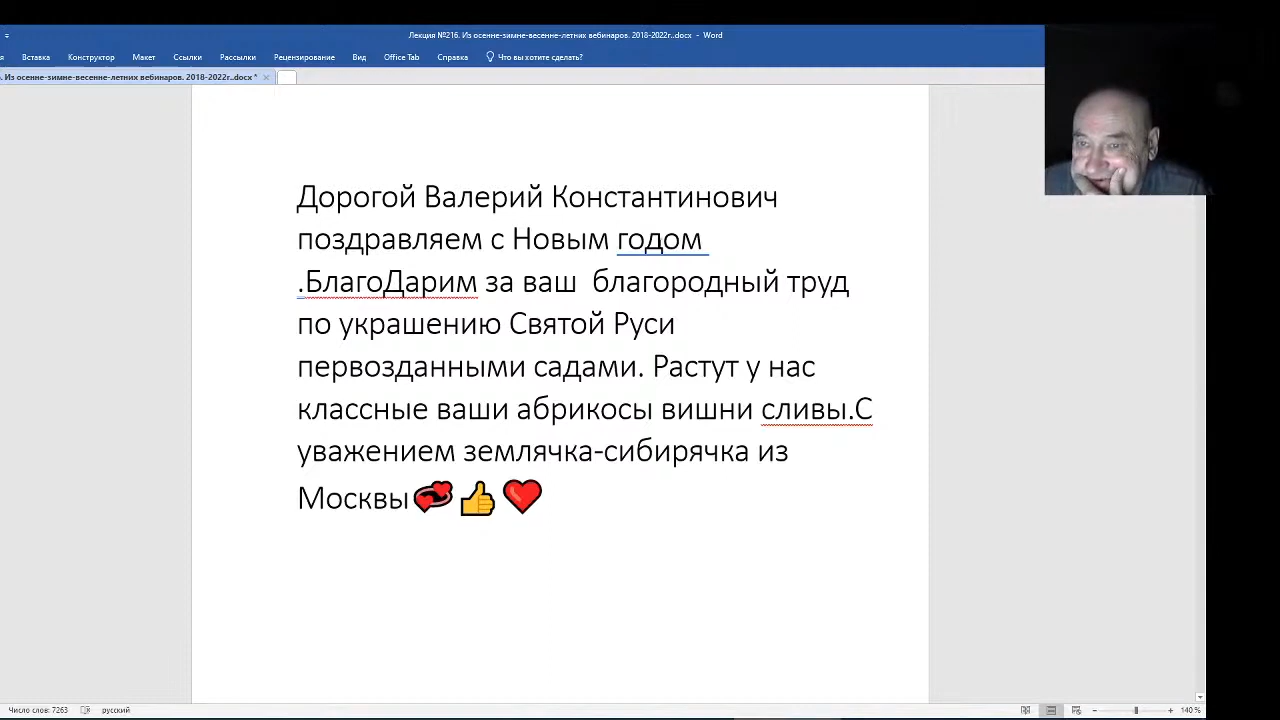 Лекция №216. Из осенне-зимне-весенне-летних вебинаров. 2018-2022г..docx - Word
Вставка Конструктор Макет Ссылки Рассылки Рецензирование Вид Office Tab Справка Что вы хотите сделать?
. Из осенне-зимне-весенне-летних вебинаров. 2018-2022г..docx *
Дорогой Валерий Константинович
поздравляем с Новым годом
.БлагоДарим за ваш благородный труд
по украшению Святой Руси
первозданными садами. Растут у нас
классные ваши абрикосы вишни сливы.С
уважением землячка-сибирячка из
Москвы💞👍❤
Число слов: 7263 русский 140 %